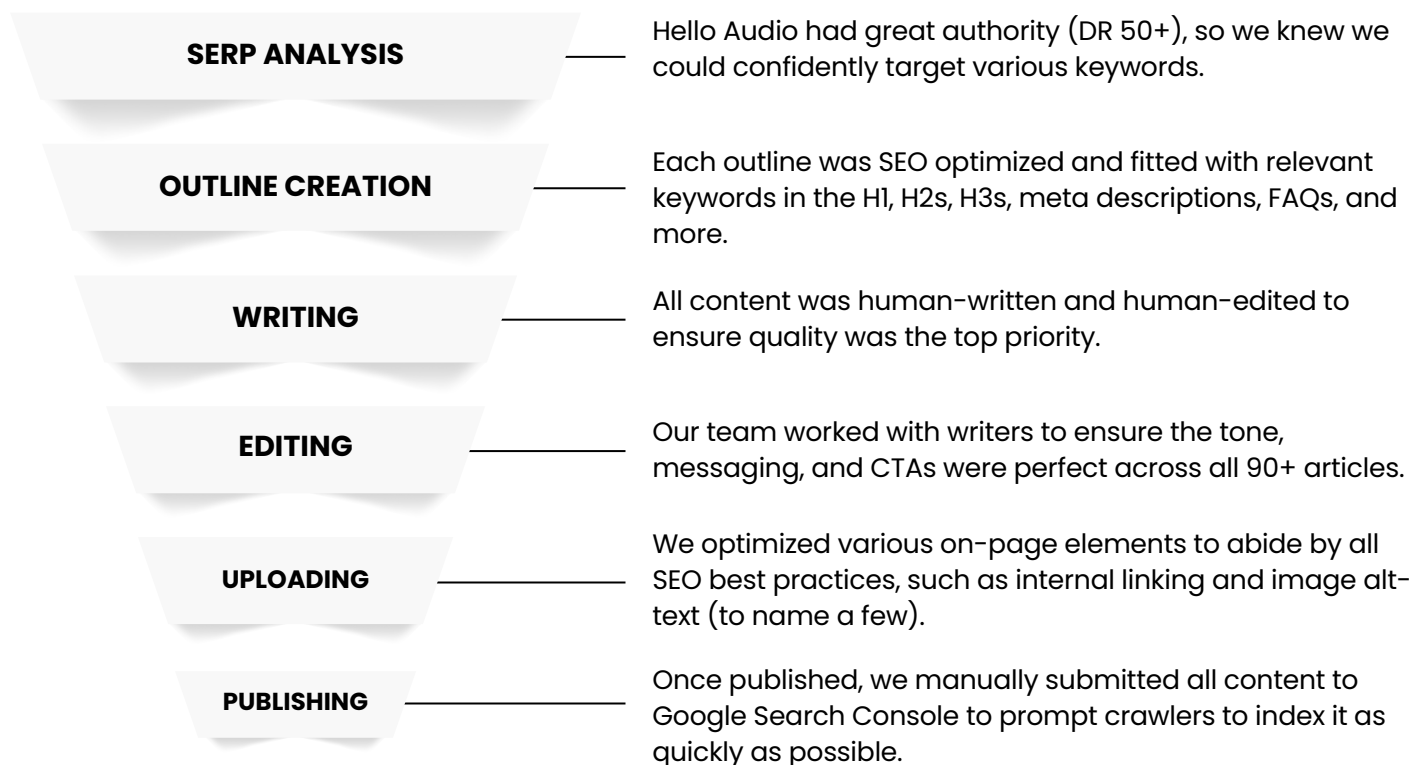 SERP ANALYSIS
Hello Audio had great authority (DR 50+), so we knew we
could confidently target various keywords.
OUTLINE CREATION
Each outline was SEO optimized and fitted with relevant
keywords in the H1, H2s, H3s, meta descriptions, FAQs, and
more.
WRITING
All content was human-written and human-edited to
ensure quality was the top priority.
EDITING
Our team worked with writers to ensure the tone,
messaging, and CTAs were perfect across all 90+ articles.
UPLOADING
We optimized various on-page elements to abide by all
SEO best practices, such as internal linking and image alt-
text (to name a few).
PUBLISHING
Once published, we manually submitted all content to
Google Search Console to prompt crawlers to index it as
quickly as possible.